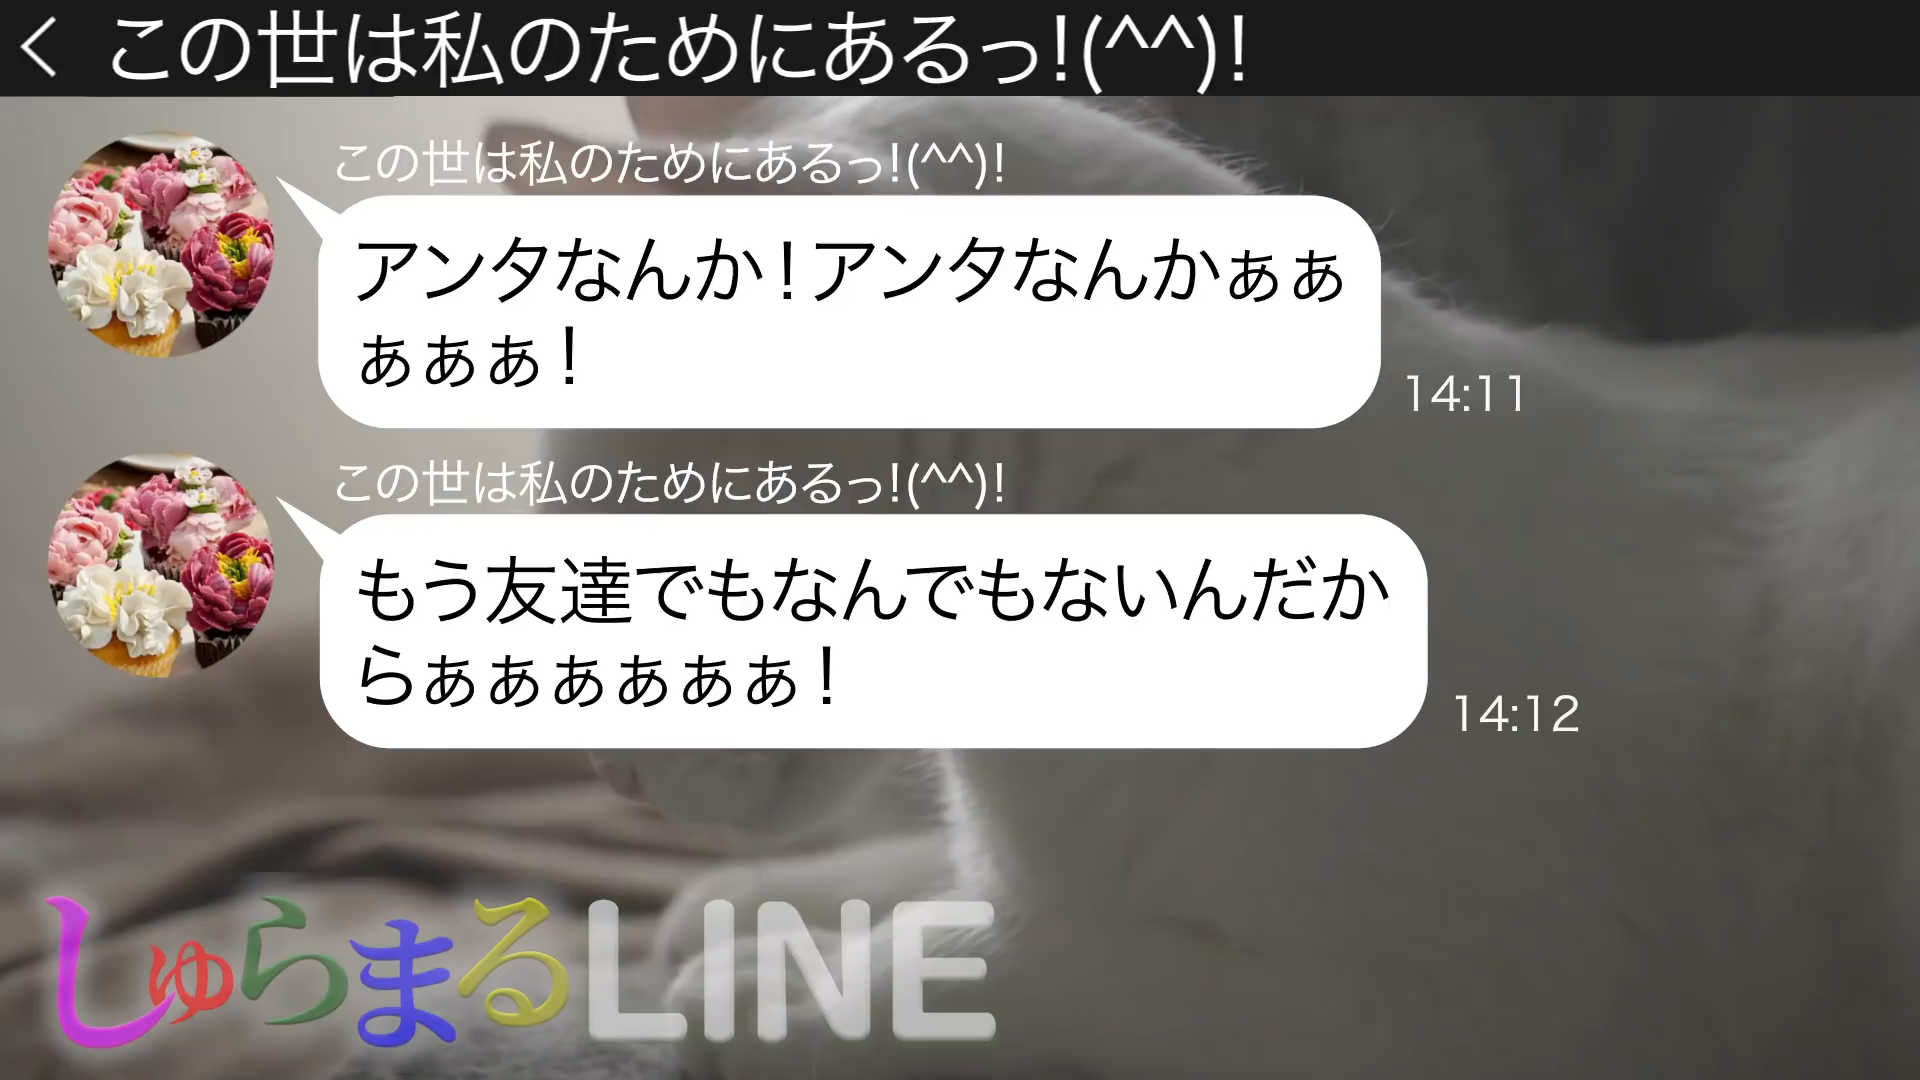 この世は私のためにあるっ!(^^)!
この世は私のためにあるっ!(^^)!
アンタなんか!アンタなんかぁぁ
ぁぁぁ!
14:11
この世は私のためにあるっ!(^^)!
もう友達でもなんでもないんだか
らぁぁぁぁぁぁ!
14:12
しゅらまるLINE